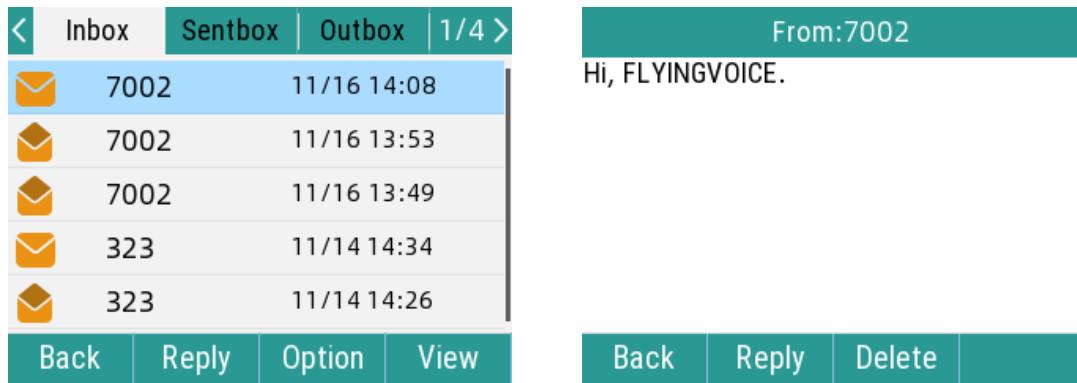 Inbox Sentbox Outbox 1/4
7002 11/16 14:08
7002 11/16 13:53
7002 11/16 13:49
323 11/14 14:34
323 11/14 14:26
Back Reply Option View
From:7002
Hi, FLYINGVOICE.
Back Reply Delete